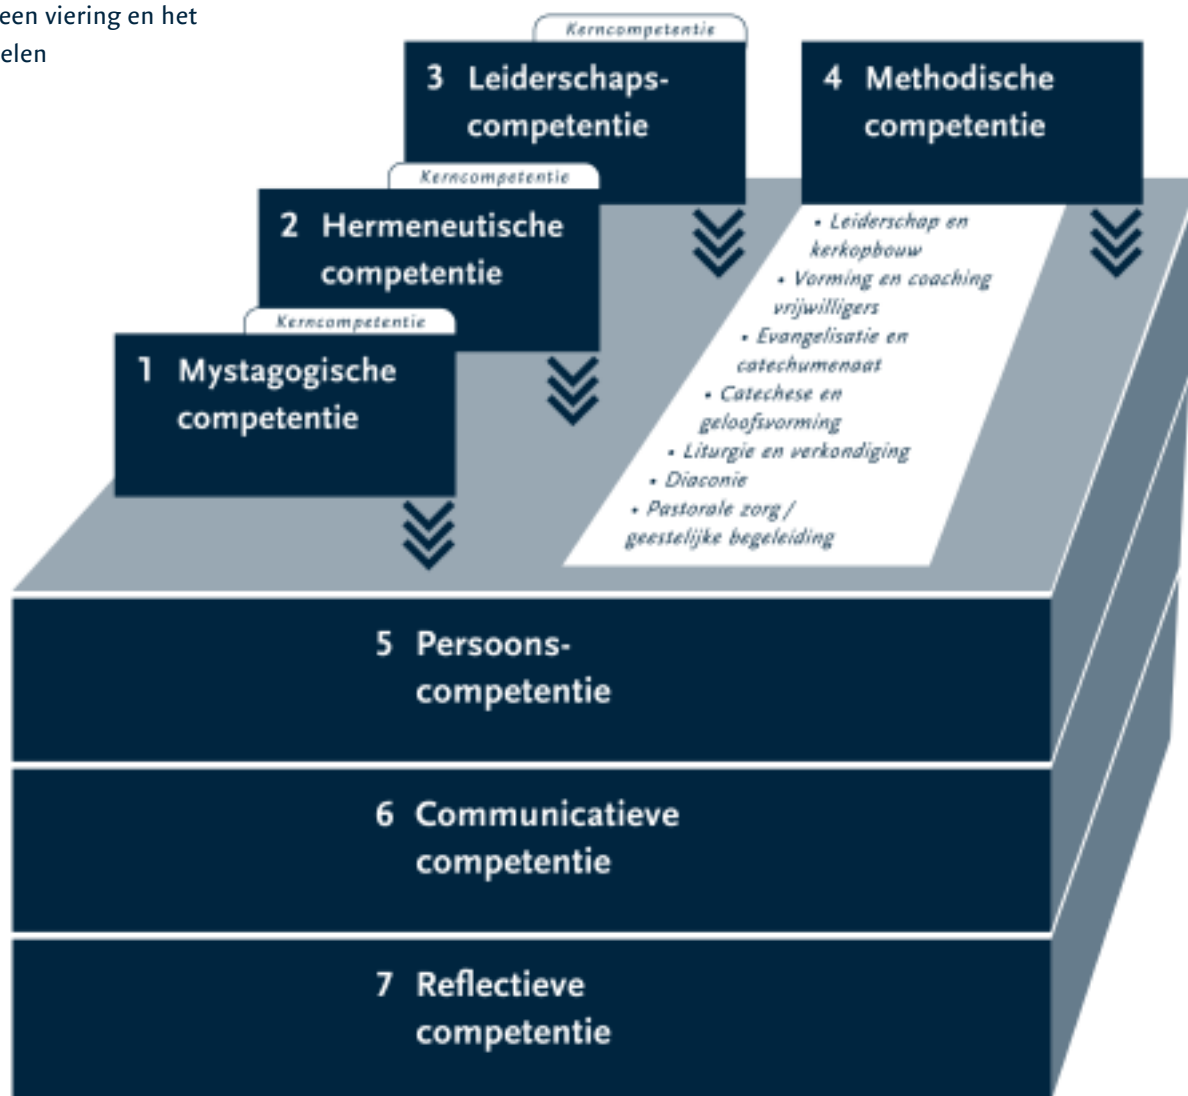 een viering en het
elen
Kerncompetentie
3 Leiderschaps-
competentie
4 Methodische
competentie
Kerncompetentie
2 Hermeneutische
competentie
Kerncompetentie
1 Mystagogische
competentie
• Leiderschap en
kerkopbouw
• Vorming en coaching
vrijwilligers
• Evangelisatie en
catechumenaat
• Catechese en
geloofsvorming
• Liturgie en verkondiging
• Diaconie
• Pastorale zorg /
geestelijke begeleiding
5 Persoons-
competentie
6 Communicatieve
competentie
7 Reflectieve
competentie